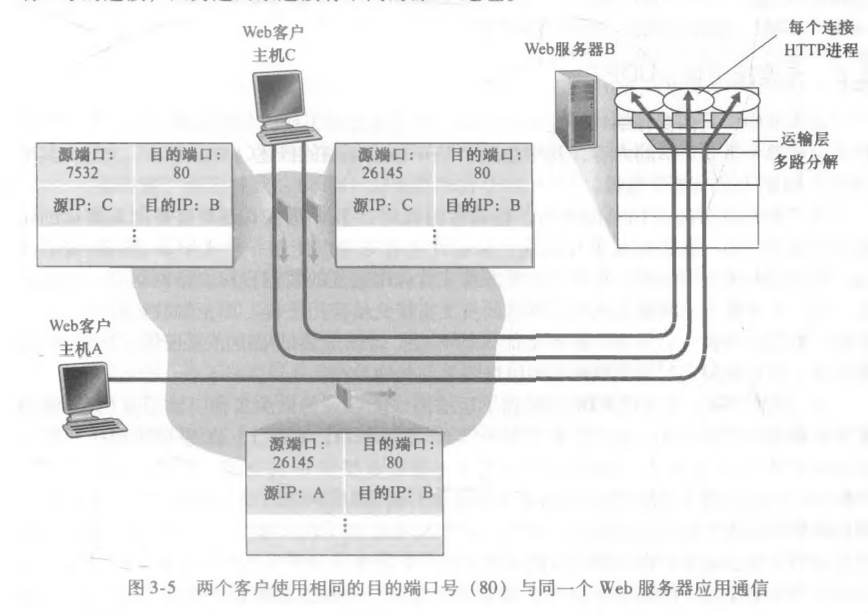 Web客户
主机C
Web服务器B
每个连接
HTTP进程
运输层
多路分解
源端口:
7532
目的端口:
80
源IP: C
目的IP: B
⋮
源端口:
26145
目的端口:
80
源IP: C
目的IP: B
⋮
Web客户
主机A
源端口:
26145
目的端口:
80
源IP: A
目的IP: B
⋮
图 3-5 两个客户使用相同的目的端口号（80）与同一个 Web 服务器应用通信